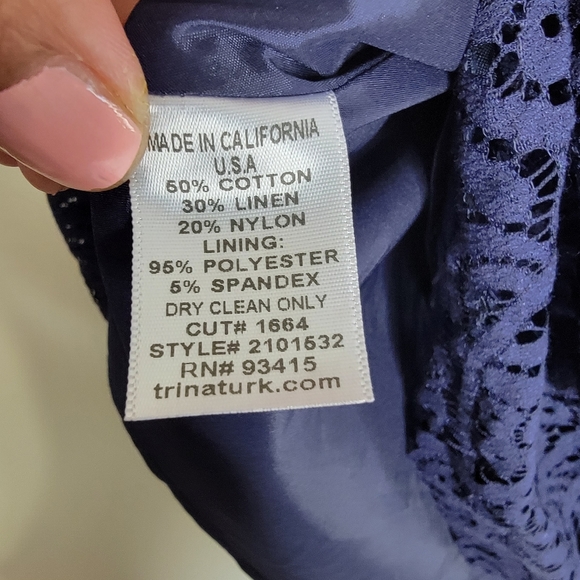 MADE IN CALIFORNIA
U.S.A
50% COTTON
30% LINEN
20% NYLON
LINING:
95% POLYESTER
5% SPANDEX
DRY CLEAN ONLY
CUT# 1664
STYLE# 2101532
RN# 93415
trinaturk.com